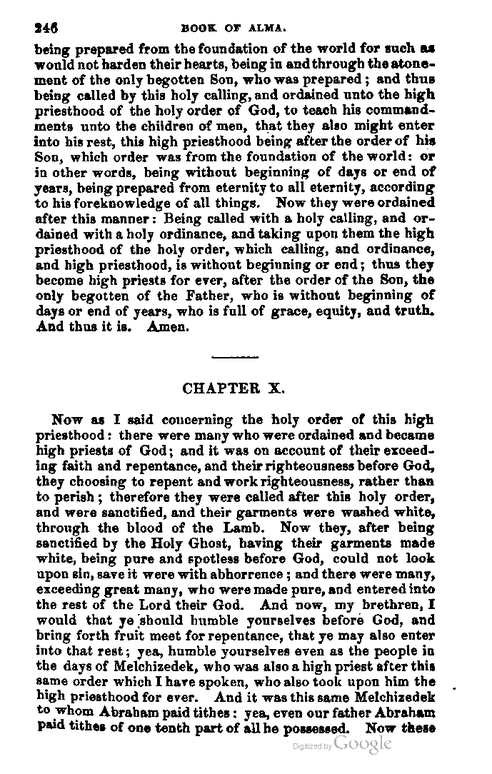 246 BOOK OF ALMA.
being prepared from the foundation of the world for such as
would not harden their hearts, being in and through the atone-
ment of the only begotten Son, who was prepared; and thus
being called by this holy calling, and ordained unto the high
priesthood of the holy order of God, to teach his command-
ments unto the children of men, that they also might enter
into his rest, this high priesthood being after the order of his
Son, which order was from the foundation of the world: or
in other words, being without beginning of days or end of
years, being prepared from eternity to all eternity, according
to his foreknowledge of all things. Now they were ordained
after this manner: Being called with a holy calling, and or-
dained with a holy ordinance, and taking upon them the high
priesthood of the holy order, which calling, and ordinance,
and high priesthood, is without beginning or end; thus they
become high priests for ever, after the order of the Son, the
only begotten of the Father, who is without beginning of
days or end of years, who is full of grace, equity, and truth.
And thus it is. Amen.
CHAPTER X.
Now as I said concerning the holy order of this high
priesthood: there were many who were ordained and became
high priests of God; and it was on account of their exceed-
ing faith and repentance, and their righteousness before God,
they choosing to repent and work righteousness, rather than
to perish; therefore they were called after this holy order,
and were sanctified, and their garments were washed white,
through the blood of the Lamb. Now they, after being
sanctified by the Holy Ghost, having their garments made
white, being pure and spotless before God, could not look
upon sin, save it were with abhorrence; and there were many,
exceeding great many, who were made pure, and entered into
the rest of the Lord their God. And now, my brethren, I
would that ye should humble yourselves before God, and
bring forth fruit meet for repentance, that ye may also enter
into that rest; yea, humble yourselves even as the people in
the days of Melchizedek, who was also a high priest after this
same order which I have spoken, who also took upon him the
high priesthood for ever. And it was this same Melchizedek
to whom Abraham paid tithes: yea, even our father Abraham
paid tithes of one tenth part of all he possessed. Now these
Digitized by Google